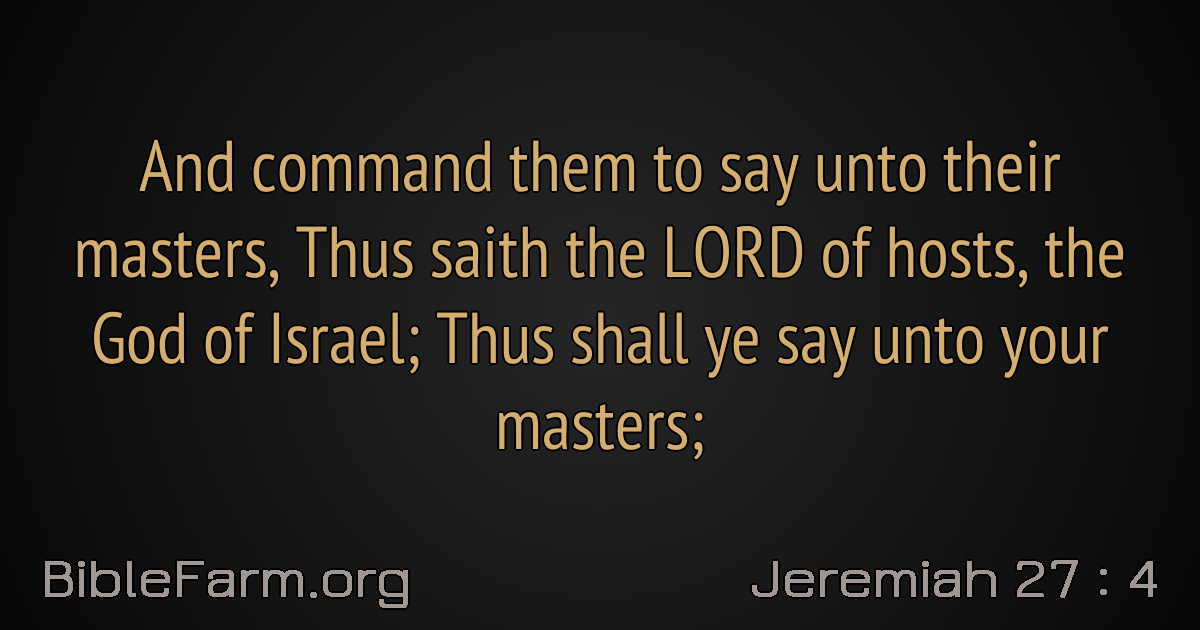 And command them to say unto their
masters, Thus saith the LORD of hosts, the
God of Israel; Thus shall ye say unto your
masters;
BibleFarm.org
Jeremiah 27 : 4